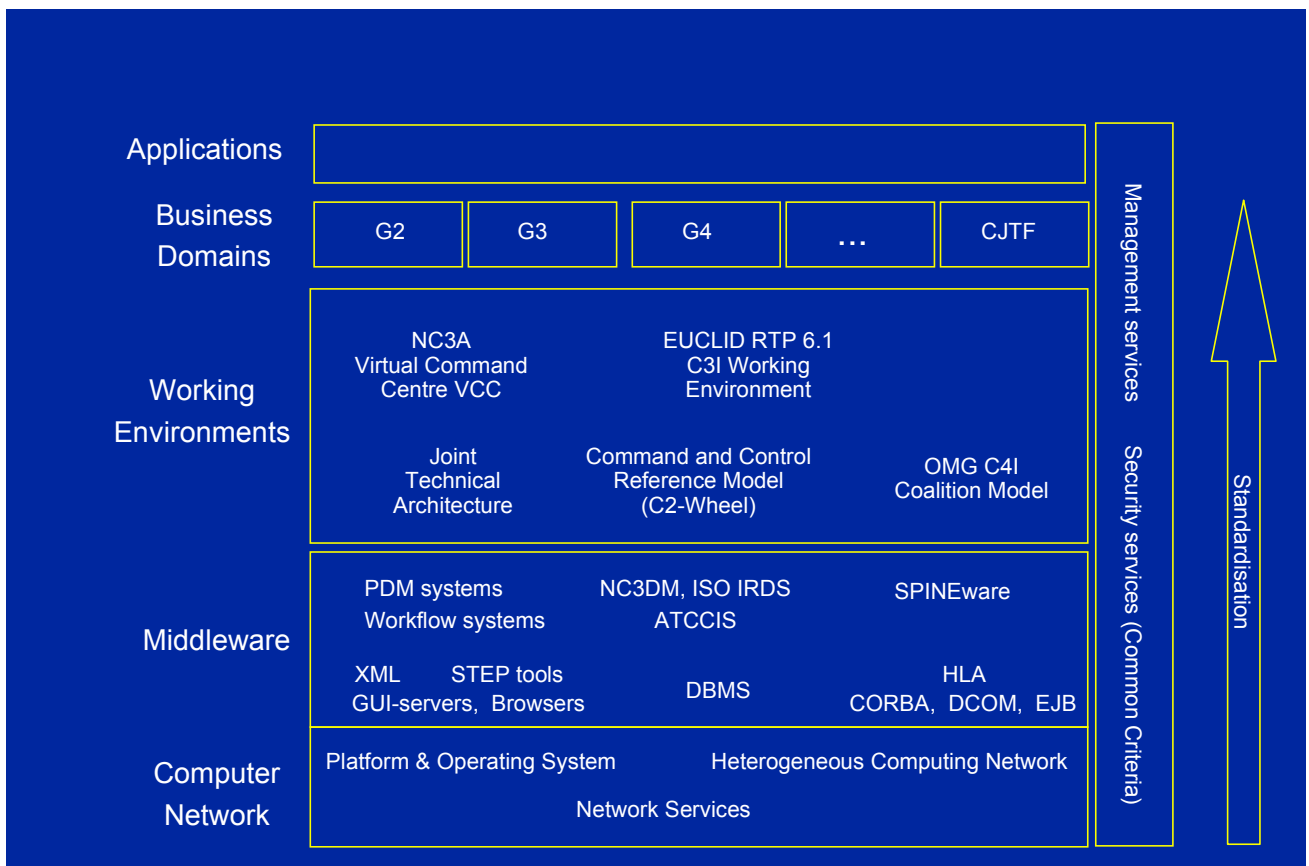 Applications
Business
Domains
G2
G3
G4
...
CJTF
Working
Environments
NC3A
Virtual Command
Centre VCC
EUCLID RTP 6.1
C3I Working
Environment
Joint
Technical
Architecture
Command and Control
Reference Model
(C2-Wheel)
OMG C4I
Coalition Model
Middleware
PDM systems
Workflow systems
NC3DM, ISO IRDS
ATCCIS
SPINEware
XML STEP tools
GUI-servers, Browsers
DBMS
HLA
CORBA, DCOM, EJB
Computer
Network
Platform & Operating System
Heterogeneous Computing Network
Network Services
Management services
Security services (Common Criteria)
Standardisation